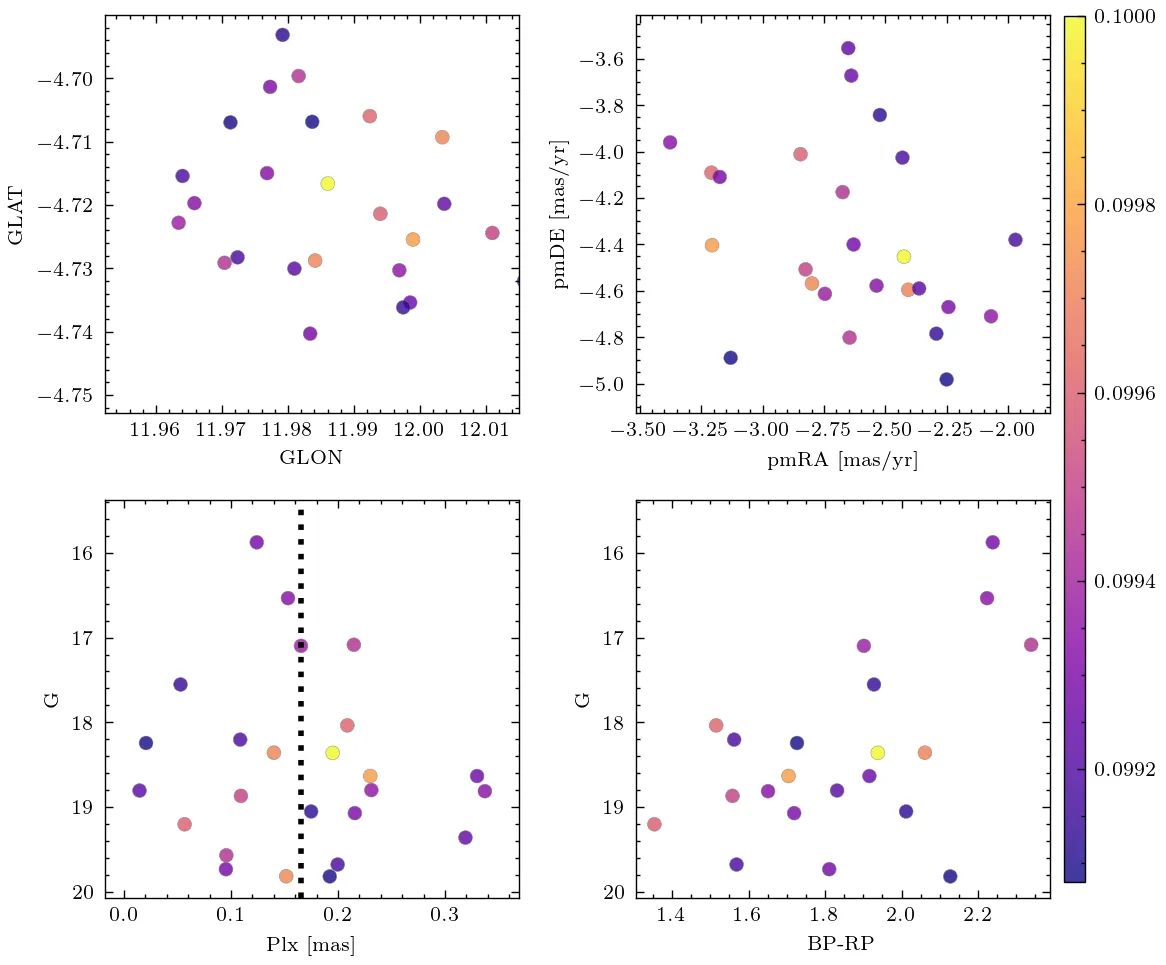 −4.70
−4.71
−4.72
−4.73
−4.74
−4.75
GLAT
11.96 11.97 11.98 11.99 12.00 12.01
GLON
−3.6
−3.8
−4.0
−4.2
−4.4
−4.6
−4.8
−5.0
pmDE [mas/yr]
−3.50 −3.25 −3.00 −2.75 −2.50 −2.25 −2.00
pmRA [mas/yr]
0.1000
0.0998
0.0996
0.0994
0.0992
16
17
18
19
20
G
0.0 0.1 0.2 0.3
Plx [mas]
16
17
18
19
20
G
1.4 1.6 1.8 2.0 2.2
BP-RP